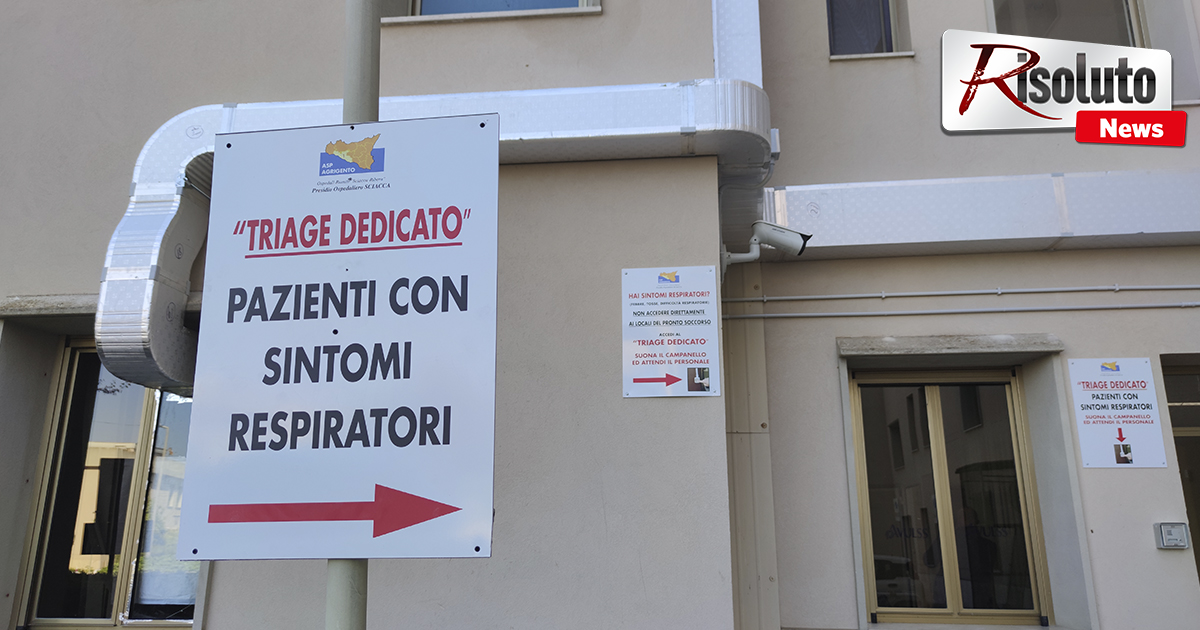 Risoluto
News
ASP
AGRIGENTO
Presidio Ospedaliero SCIACCA
"TRIAGE DEDICATO"
PAZIENTI CON
SINTOMI
RESPIRATORI
HAI SINTOMI RESPIRATORI?
NON ACCEDERE DIRETTAMENTE
AI LOCALI DEL PRONTO SOCCORSO
ACCEDI AL
"TRIAGE DEDICATO"
SUONA IL CAMPANELLO
ED ATTENDI IL PERSONALE
"TRIAGE DEDICATO"
PAZIENTI CON
SINTOMI RESPIRATORI
SUONA IL CAMPANELLO
ED ATTENDI IL PERSONALE